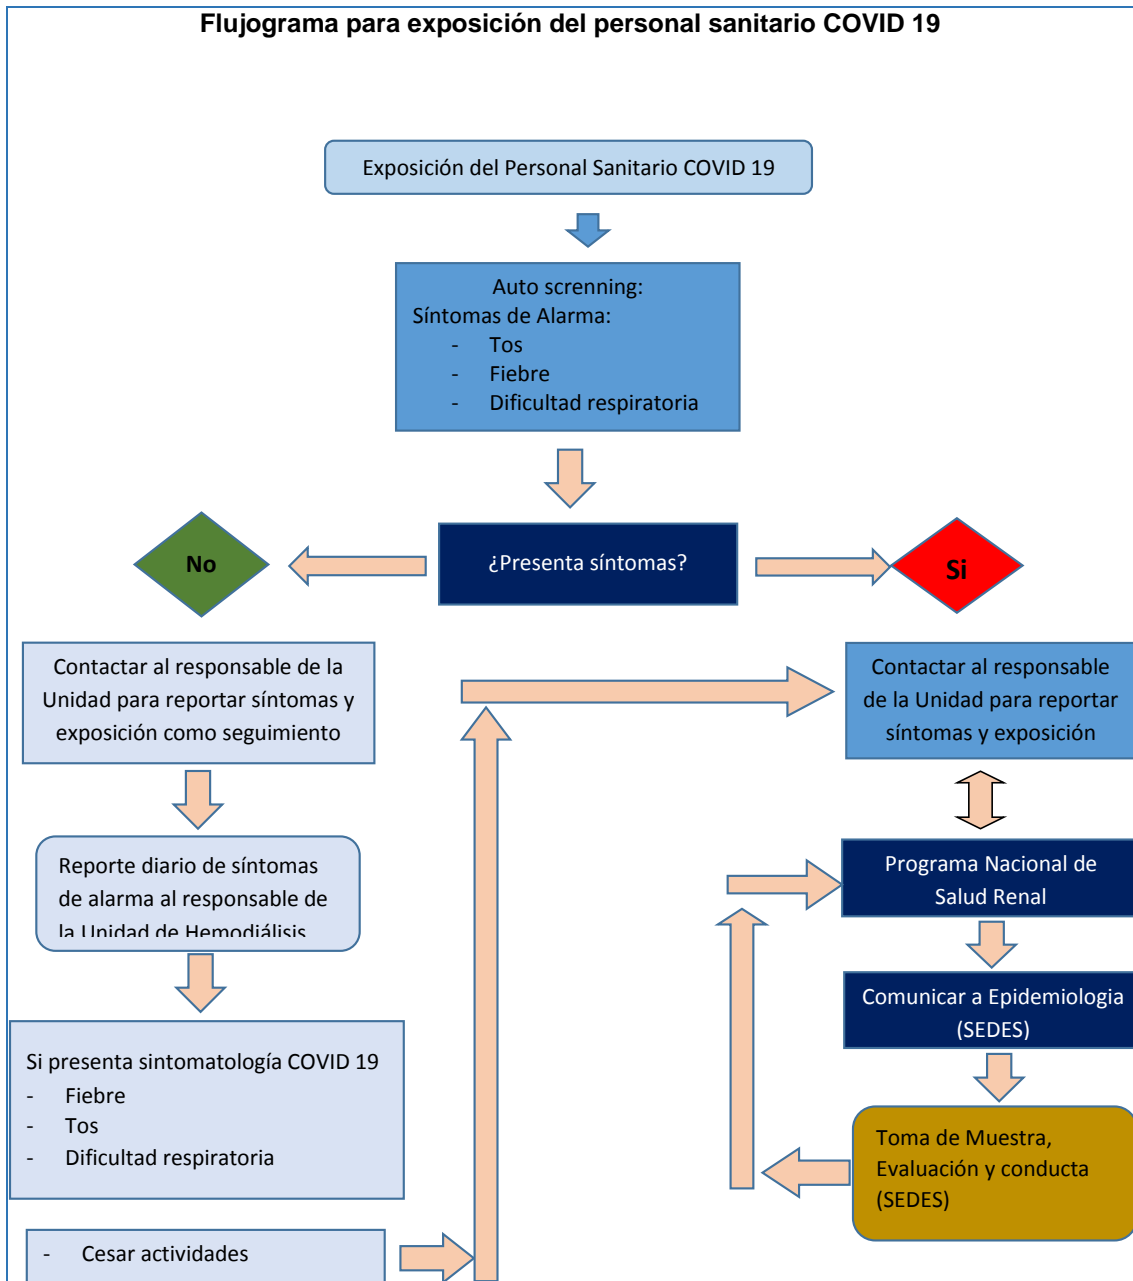 Flujograma para exposición del personal sanitario COVID 19
Exposición del Personal Sanitario COVID 19
Auto screnning:
Síntomas de Alarma:
- Tos
- Fiebre
- Dificultad respiratoria
¿Presenta síntomas?
No
Si
Contactar al responsable de la
Unidad para reportar síntomas y
exposición como seguimiento
Reporte diario de síntomas
de alarma al responsable de
la Unidad de Hemodiálisis
Si presenta sintomatología COVID 19
- Fiebre
- Tos
- Dificultad respiratoria
- Cesar actividades
Contactar al responsable
de la Unidad para reportar
síntomas y exposición
Programa Nacional de
Salud Renal
Comunicar a Epidemiologia
(SEDES)
Toma de Muestra,
Evaluación y conducta
(SEDES)